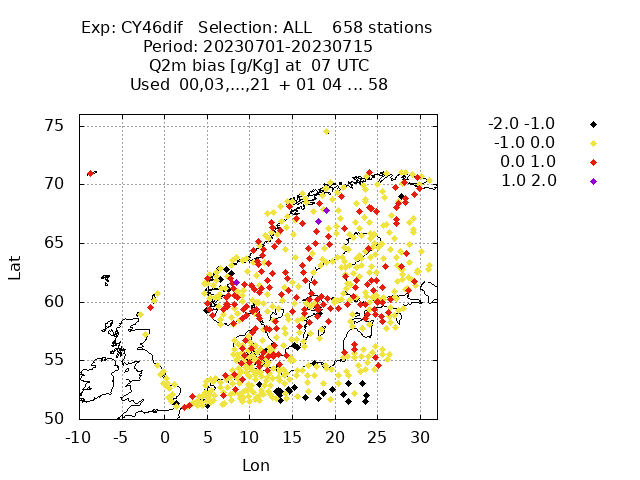 Exp: CY46dif   Selection: ALL    658 stations
Period: 20230701-20230715
Q2m bias [g/Kg] at  07 UTC
Used  00,03,...,21  + 01 04 ... 58
-2.0 -1.0
-1.0  0.0
0.0  1.0
1.0  2.0
75
70
65
60
55
50
Lat
-10 -5 0 5 10 15 20 25 30
Lon